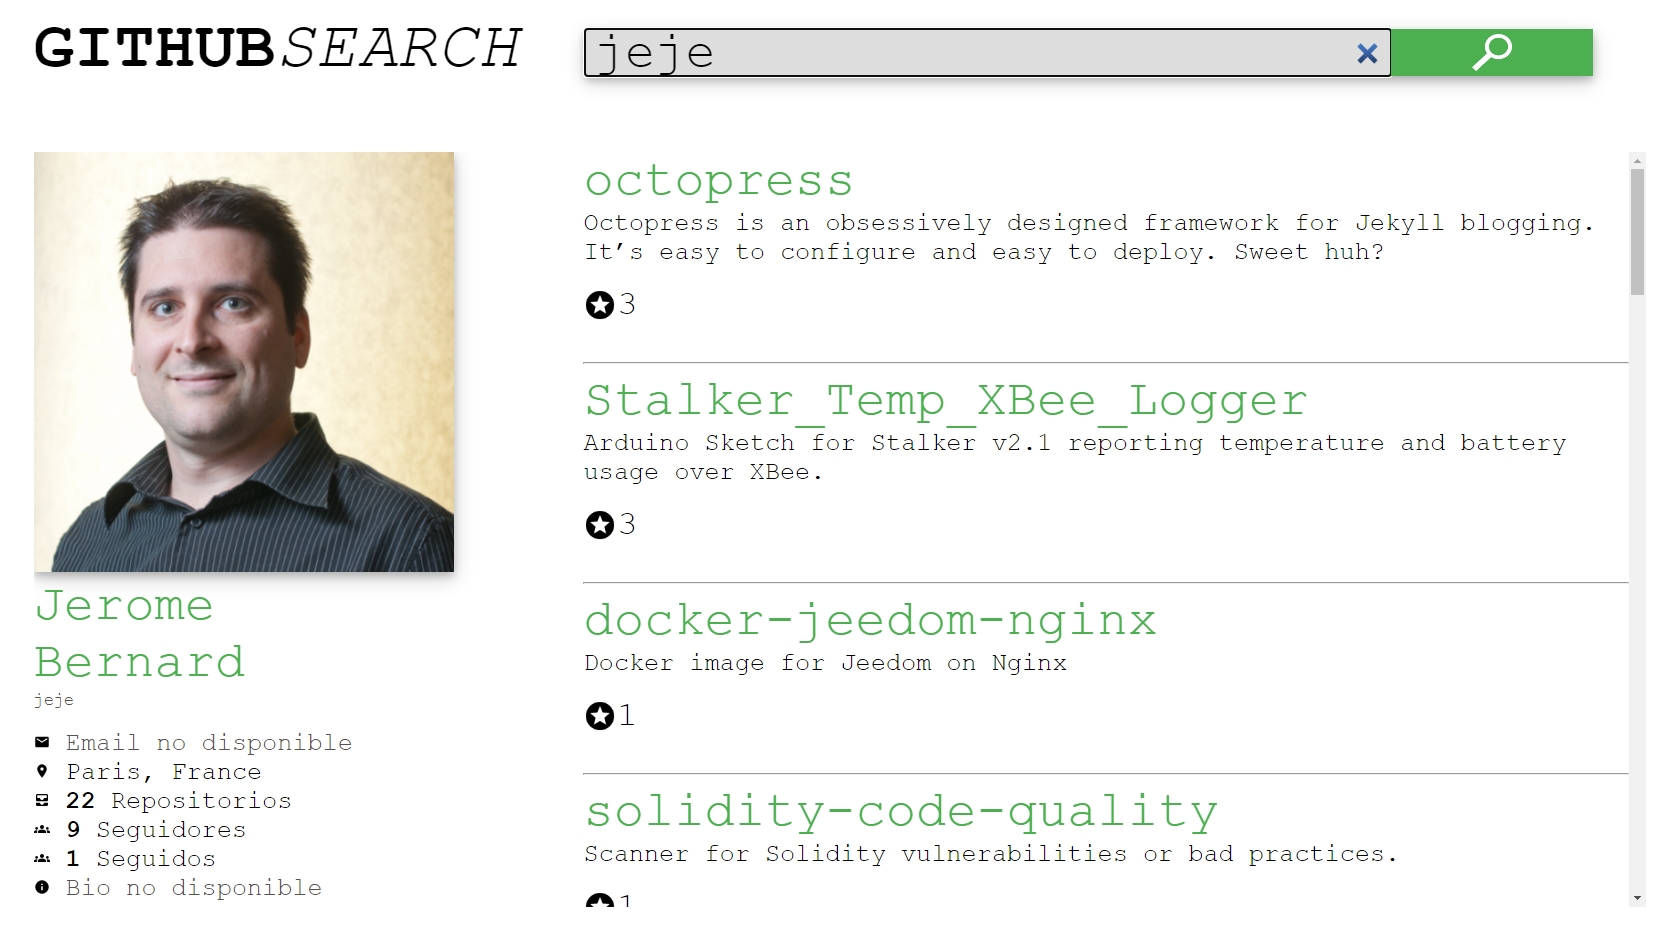 GITHUBSEARCH
jeje
Jerome
Bernard
jeje
Email no disponible
Paris, France
22 Repositorios
9 Seguidores
1 Seguidos
Bio no disponible
octopress
Octopress is an obsessively designed framework for Jekyll blogging.
It’s easy to configure and easy to deploy. Sweet huh?
3
Stalker_Temp_XBee_Logger
Arduino Sketch for Stalker v2.1 reporting temperature and battery
usage over XBee.
3
docker-jeedom-nginx
Docker image for Jeedom on Nginx
1
solidity-code-quality
Scanner for Solidity vulnerabilities or bad practices.
1